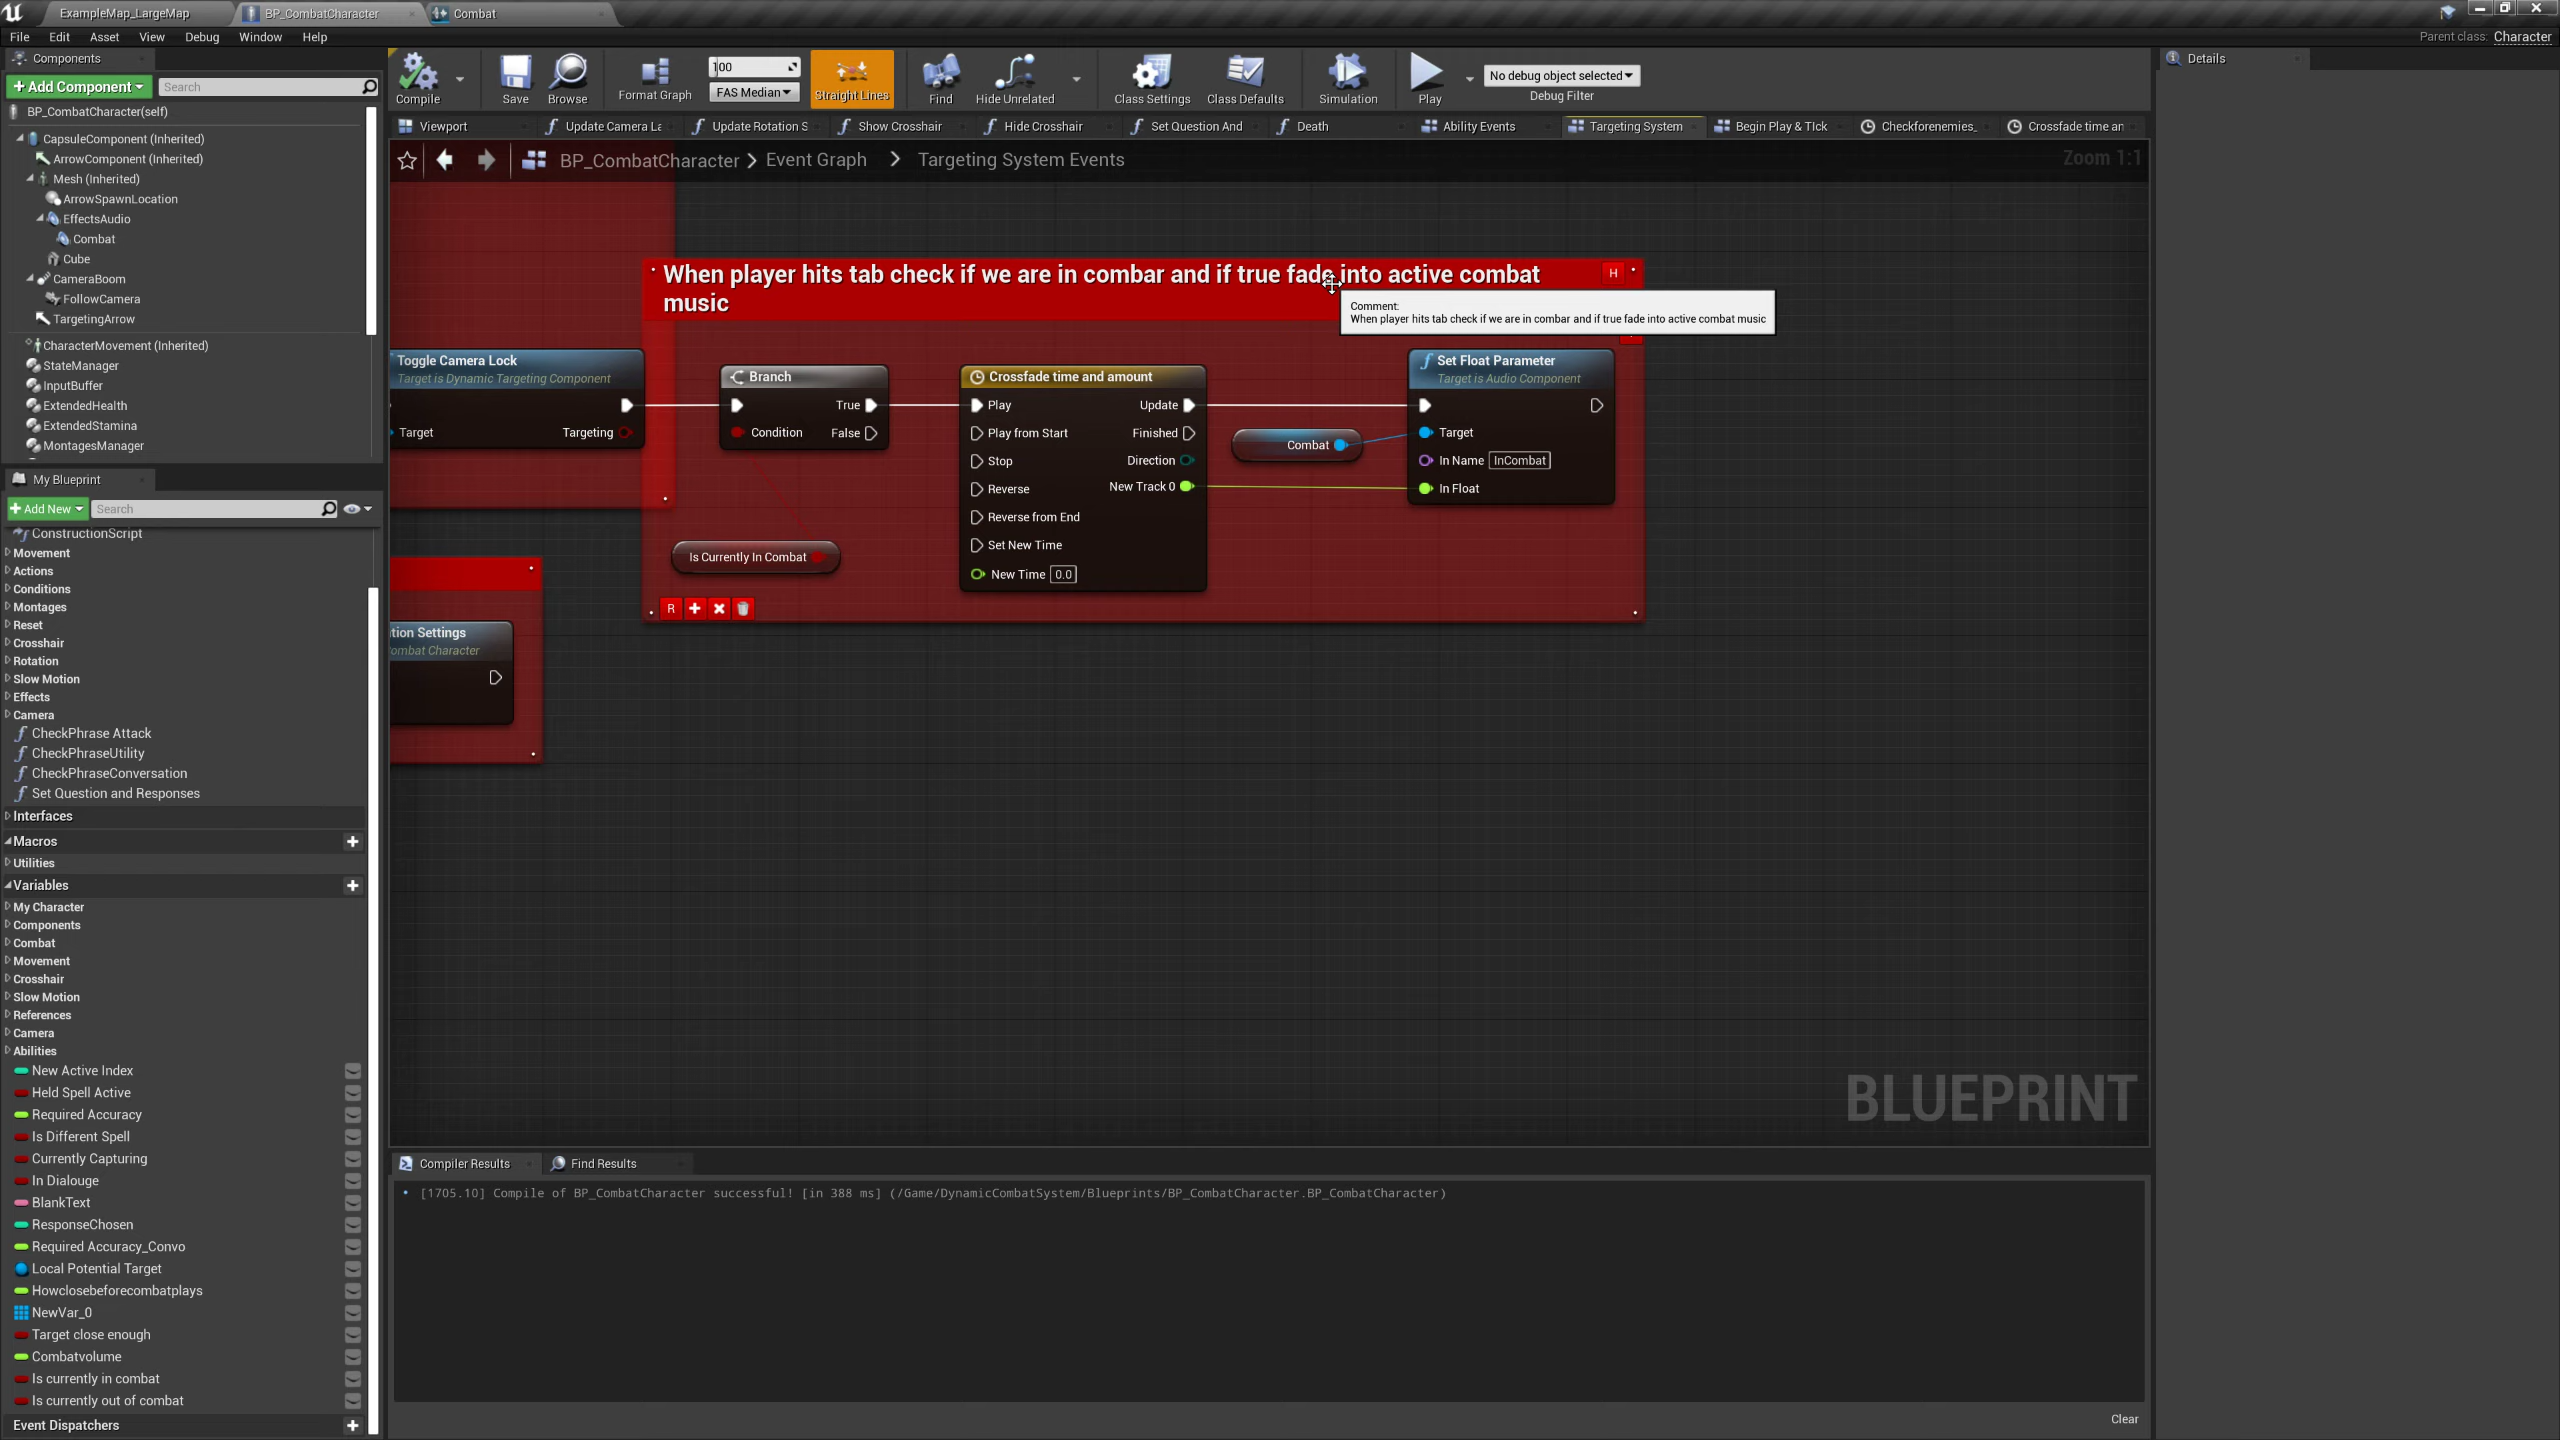 ExampleMap_LargeMap
BP_CombatCharacter
Combat
File Edit Asset View Debug Window Help
Parent class: Character
Components
Add Component
Search
BP_CombatCharacter(self)
CapsuleComponent (Inherited)
ArrowComponent (Inherited)
Mesh (Inherited)
ArrowSpawnLocation
EffectsAudio
Combat
Cube
CameraBoom
FollowCamera
TargetingArrow
CharacterMovement (Inherited)
StateManager
InputBuffer
ExtendedHealth
ExtendedStamina
MontagesManager
My Blueprint
Add New
Search
ConstructionScript
Movement
Actions
Conditions
Montages
Reset
Crosshair
Rotation
Slow Motion
Effects
Camera
CheckPhrase Attack
CheckPhraseUtility
CheckPhraseConversation
Set Question and Responses
Interfaces
Macros
Utilities
Variables
My Character
Components
Combat
Movement
Crosshair
Slow Motion
References
Camera
Abilities
New Active Index
Held Spell Active
Required Accuracy
Is Different Spell
Currently Capturing
In Dialouge
BlankText
ResponseChosen
Required Accuracy_Convo
Local Potential Target
Howclosebeforecombatplays
NewVar_0
Target close enough
Combatvolume
Is currently in combat
Is currently out of combat
Event Dispatchers
Compile
Save
Browse
Format Graph
100
FAS Median
Straight Lines
Find
Hide Unrelated
Class Settings
Class Defaults
Simulation
Play
No debug object selected
Debug Filter
Viewport
Update Camera La
Update Rotation S
Show Crosshair
Hide Crosshair
Set Question And
Death
Ability Events
Targeting System
Begin Play & TIck
Checkforenemies_
Crossfade time an
BP_CombatCharacter > Event Graph > Targeting System Events
Zoom 1:1
When player hits tab check if we are in combar and if true fade into active combat
music
H
Comment:
When player hits tab check if we are in combar and if true fade into active combat music
Toggle Camera Lock
Target is Dynamic Targeting Component
Target
Targeting
Branch
True
Condition
False
Is Currently In Combat
Crossfade time and amount
Play
Update
Play from Start
Finished
Stop
Direction
Reverse
New Track 0
Reverse from End
Set New Time
New Time 0.0
Combat
Set Float Parameter
Target is Audio Component
Target
In Name InCombat
In Float
R
tion Settings
ombat Character
BLUEPRINT
Compiler Results
Find Results
[1705.10] Compile of BP_CombatCharacter successful! [in 388 ms] (/Game/DynamicCombatSystem/Blueprints/BP_CombatCharacter.BP_CombatCharacter)
Clear
Details